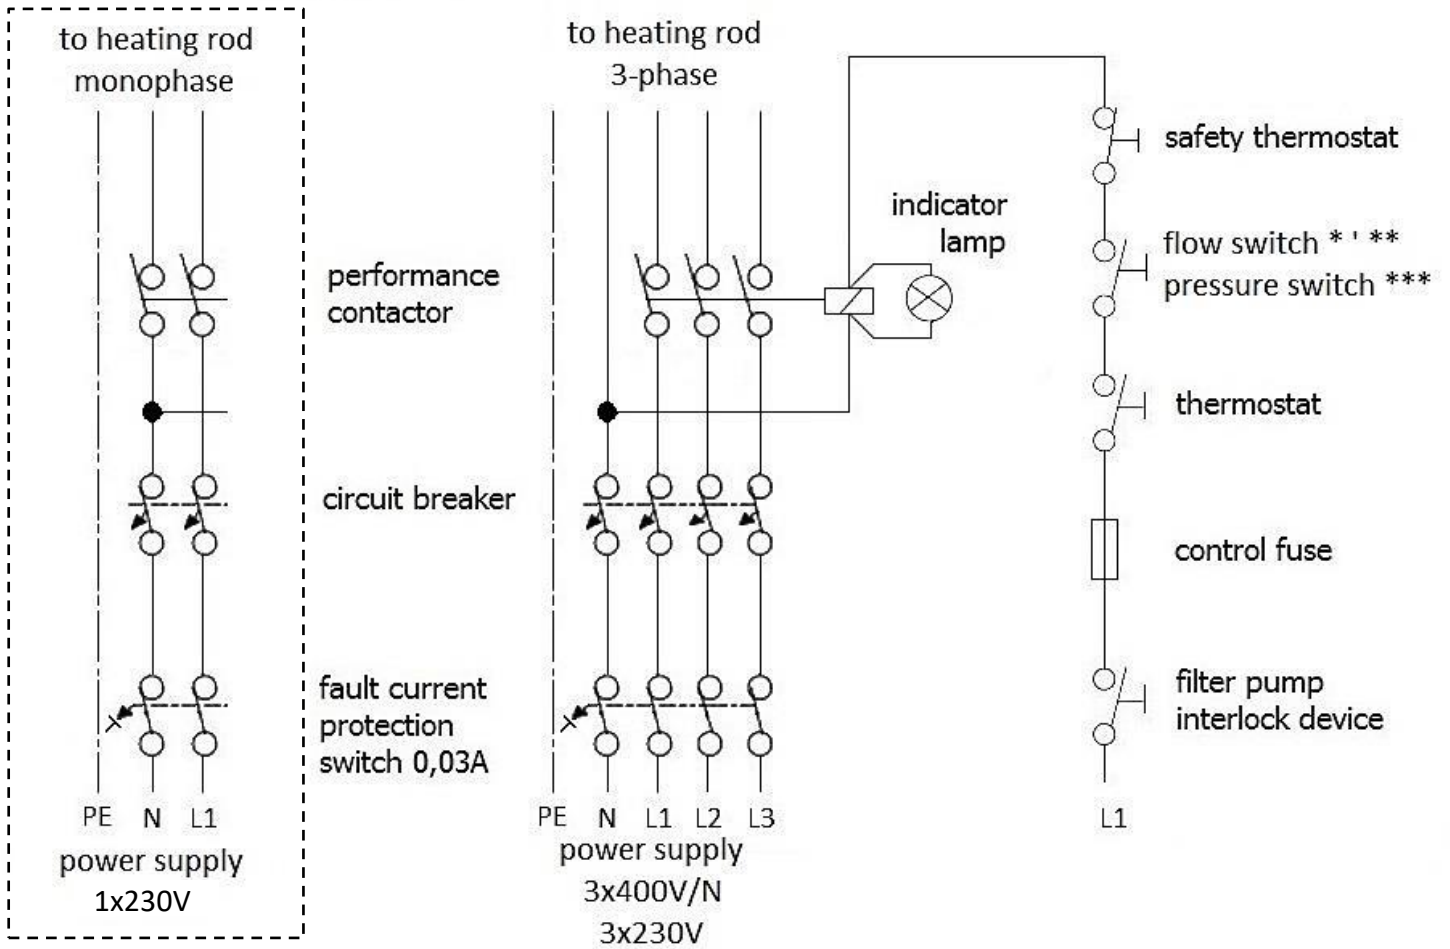 to heating rod
monophase
to heating rod
3-phase
safety thermostat
indicator
lamp
flow switch * ' **
pressure switch ***
performance
contactor
thermostat
circuit breaker
control fuse
fault current
protection
switch 0,03A
filter pump
interlock device
PE N L1
power supply
1x230V
PE N L1 L2 L3
power supply
3x400V/N
3x230V
L1